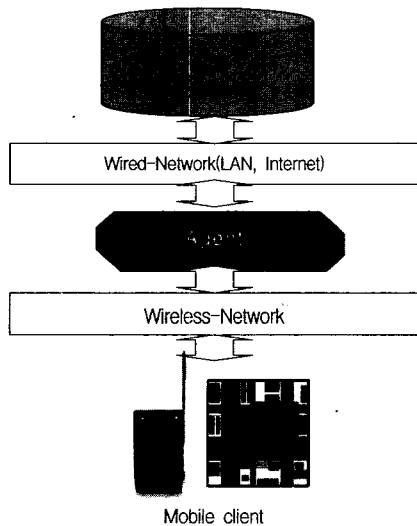 Wired-Network(LAN, Internet)
Agent
Wireless-Network
Mobile client